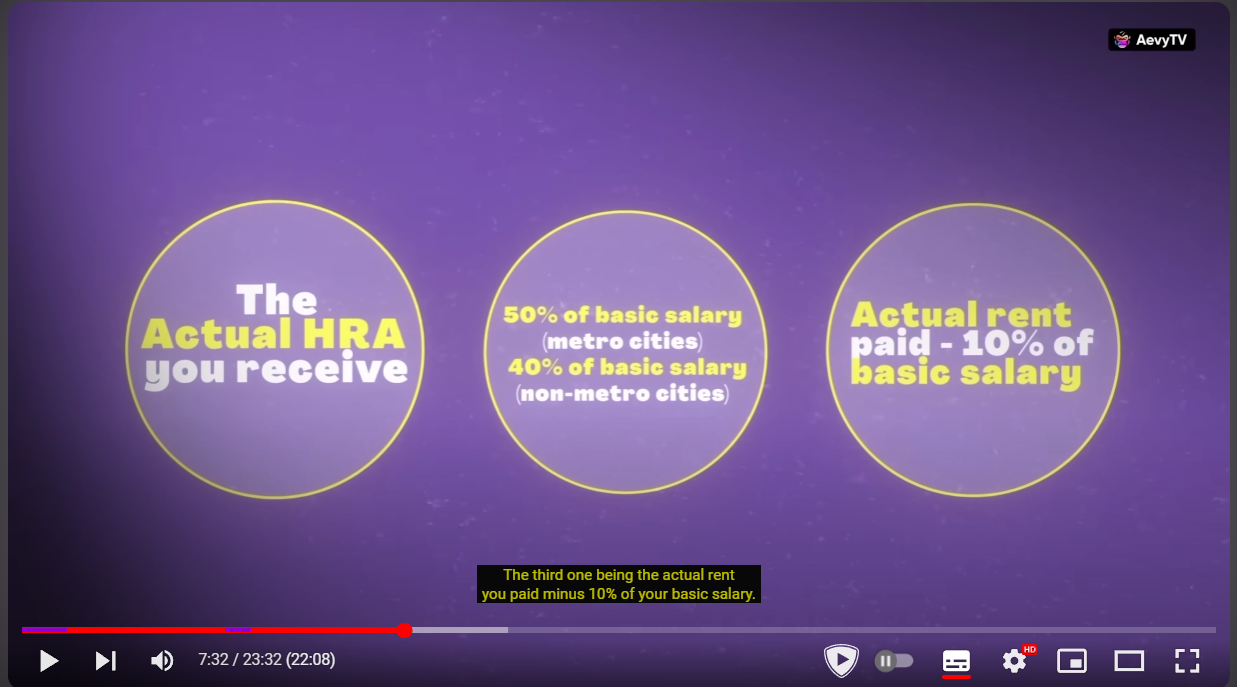 AevyTV
The
Actual HRA
you receive
50% of basic salary
(metro cities)
40% of basic salary
(non-metro cities)
Actual rent
paid - 10% of
basic salary
The third one being the actual rent
you paid minus 10% of your basic salary.
7:32 / 23:32 (22:08)
HD